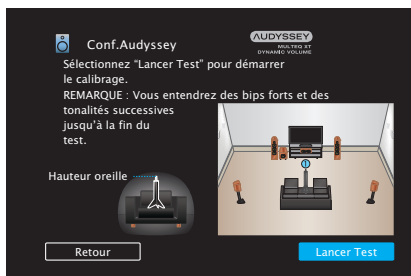 Conf.Audyssey
AUDYSSEY
MULTEQ XT
DYNAMIC VOLUME
Sélectionnez “Lancer Test” pour démarrer
le calibrage.
REMARQUE : Vous entendrez des bips forts et des
tonalités successives
jusqu’à la fin du
test.
Hauteur oreille
1
Retour
Lancer Test